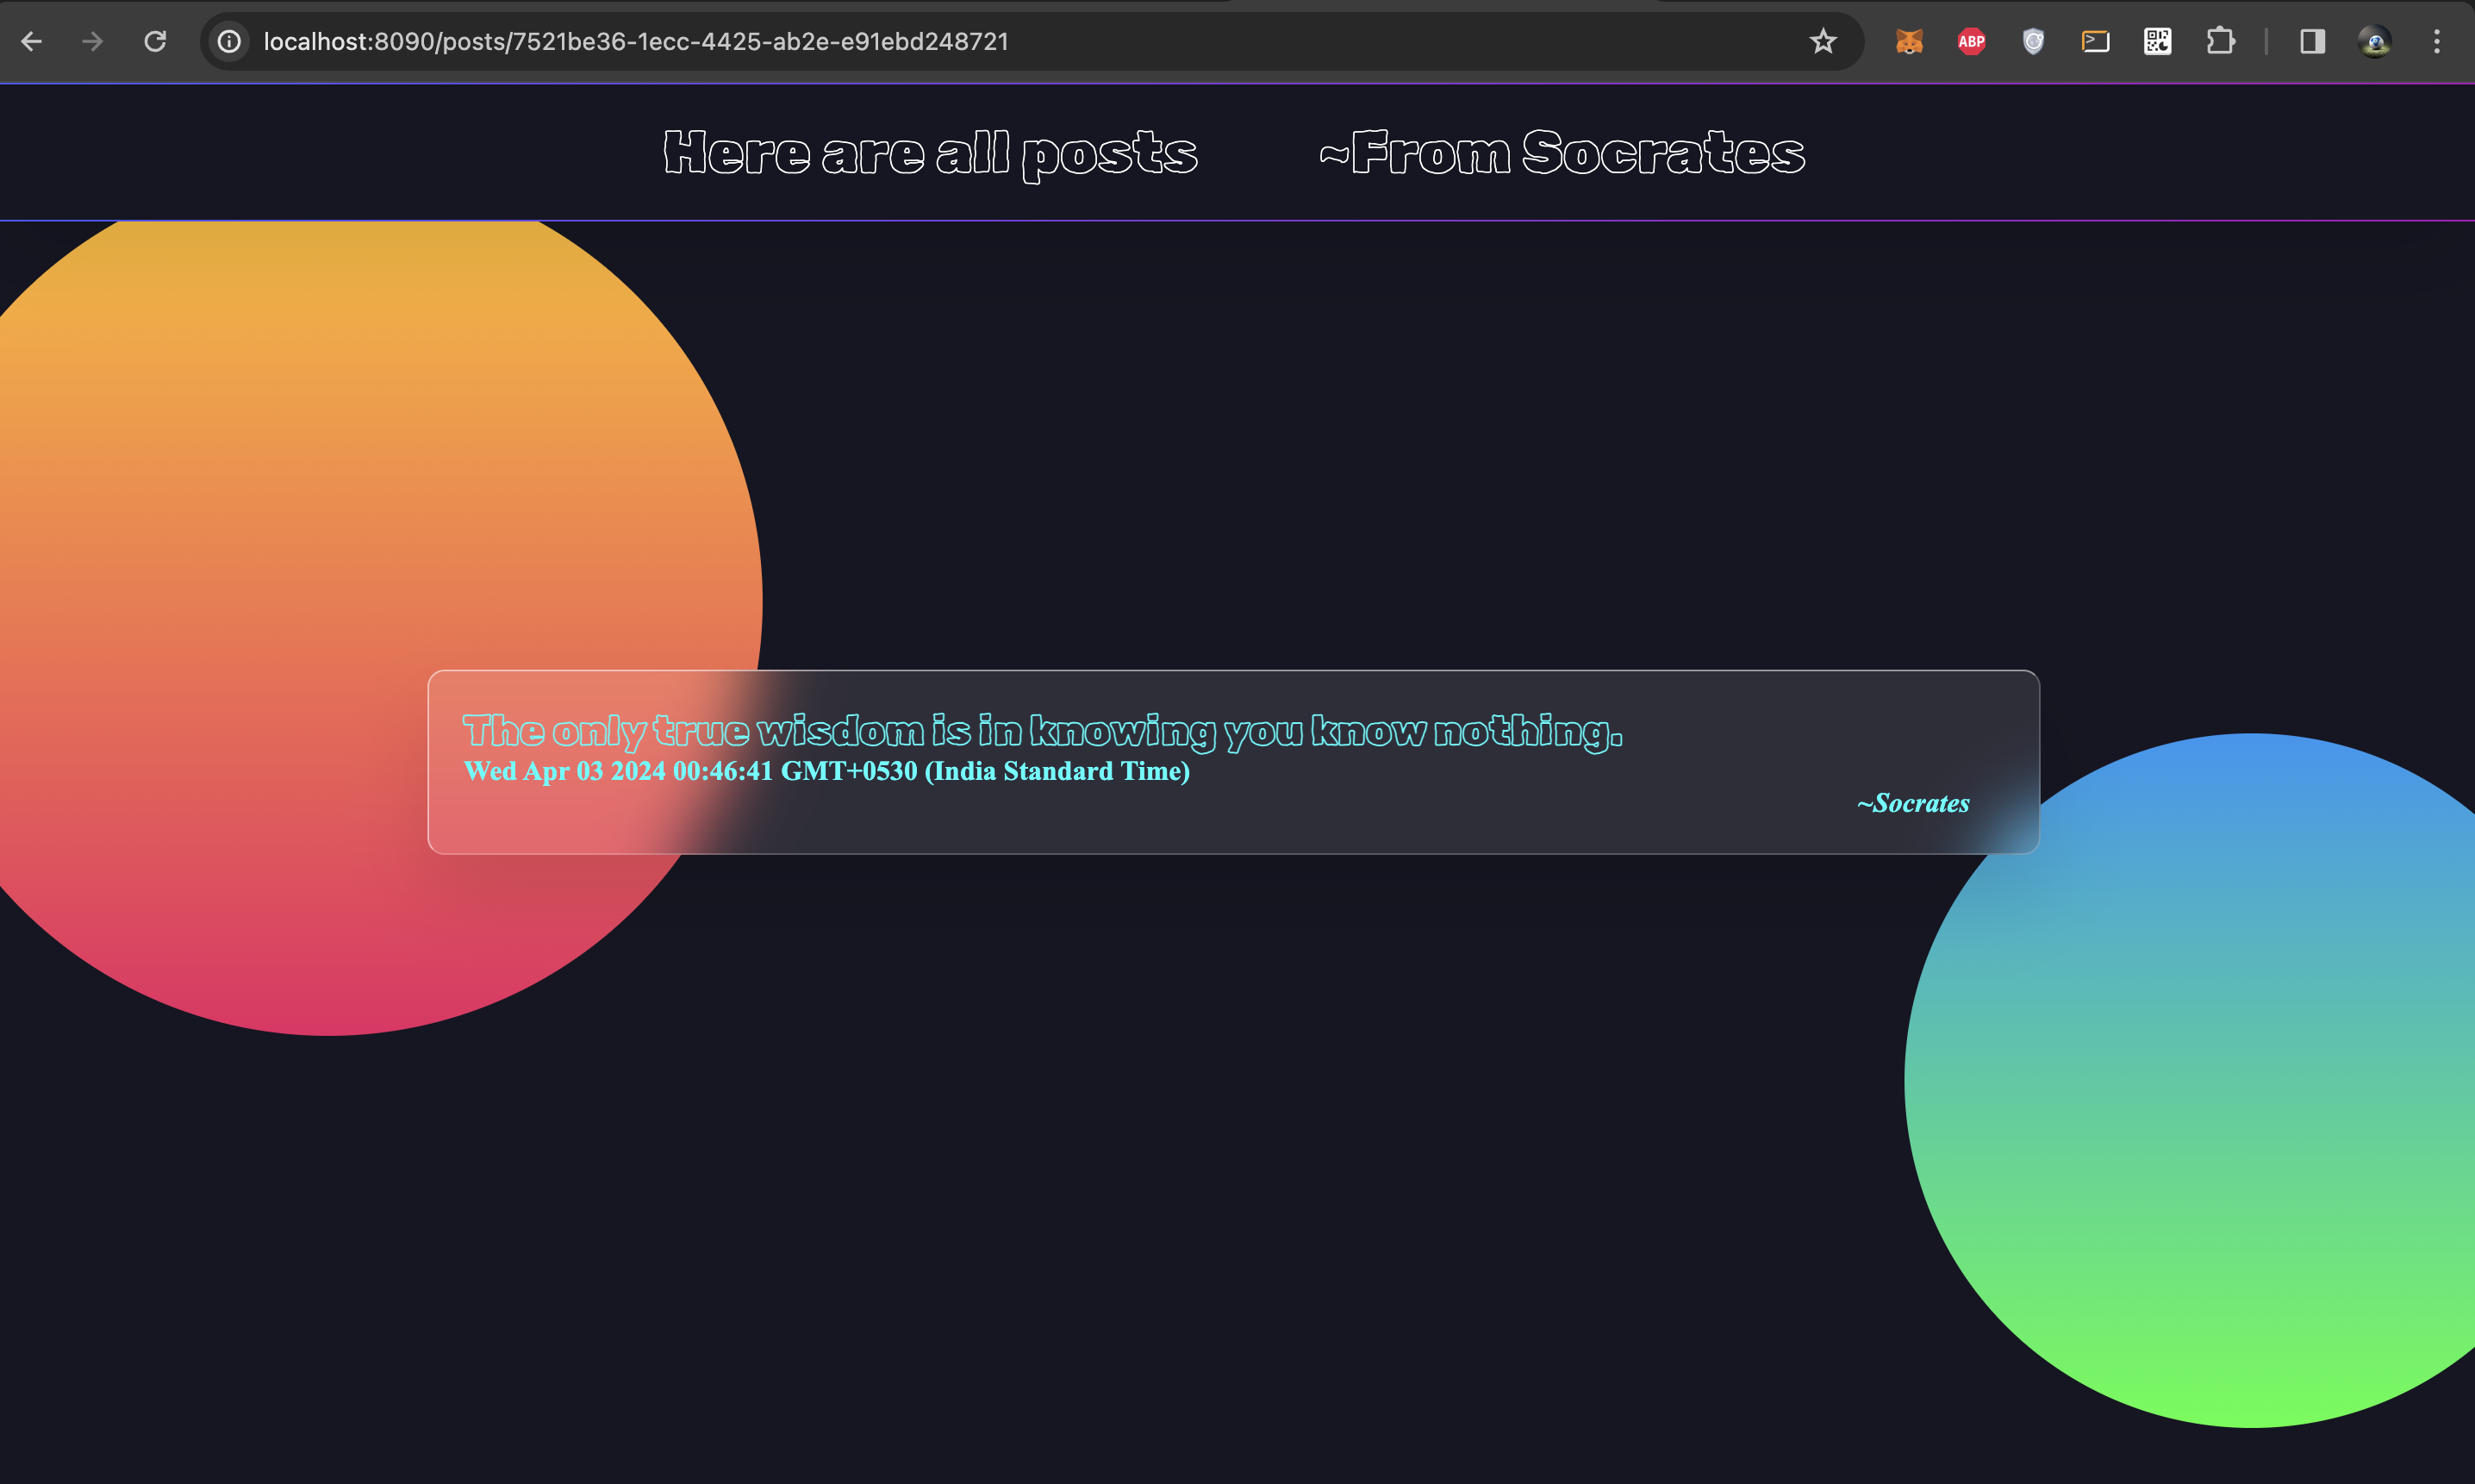 localhost:8090/posts/7521be36-1ecc-4425-ab2e-e91ebd248721
ABP
Here are all posts ~From Socrates
The only true wisdom is in knowing you know nothing.
Wed Apr 03 2024 00:46:41 GMT+0530 (India Standard Time)
~Socrates